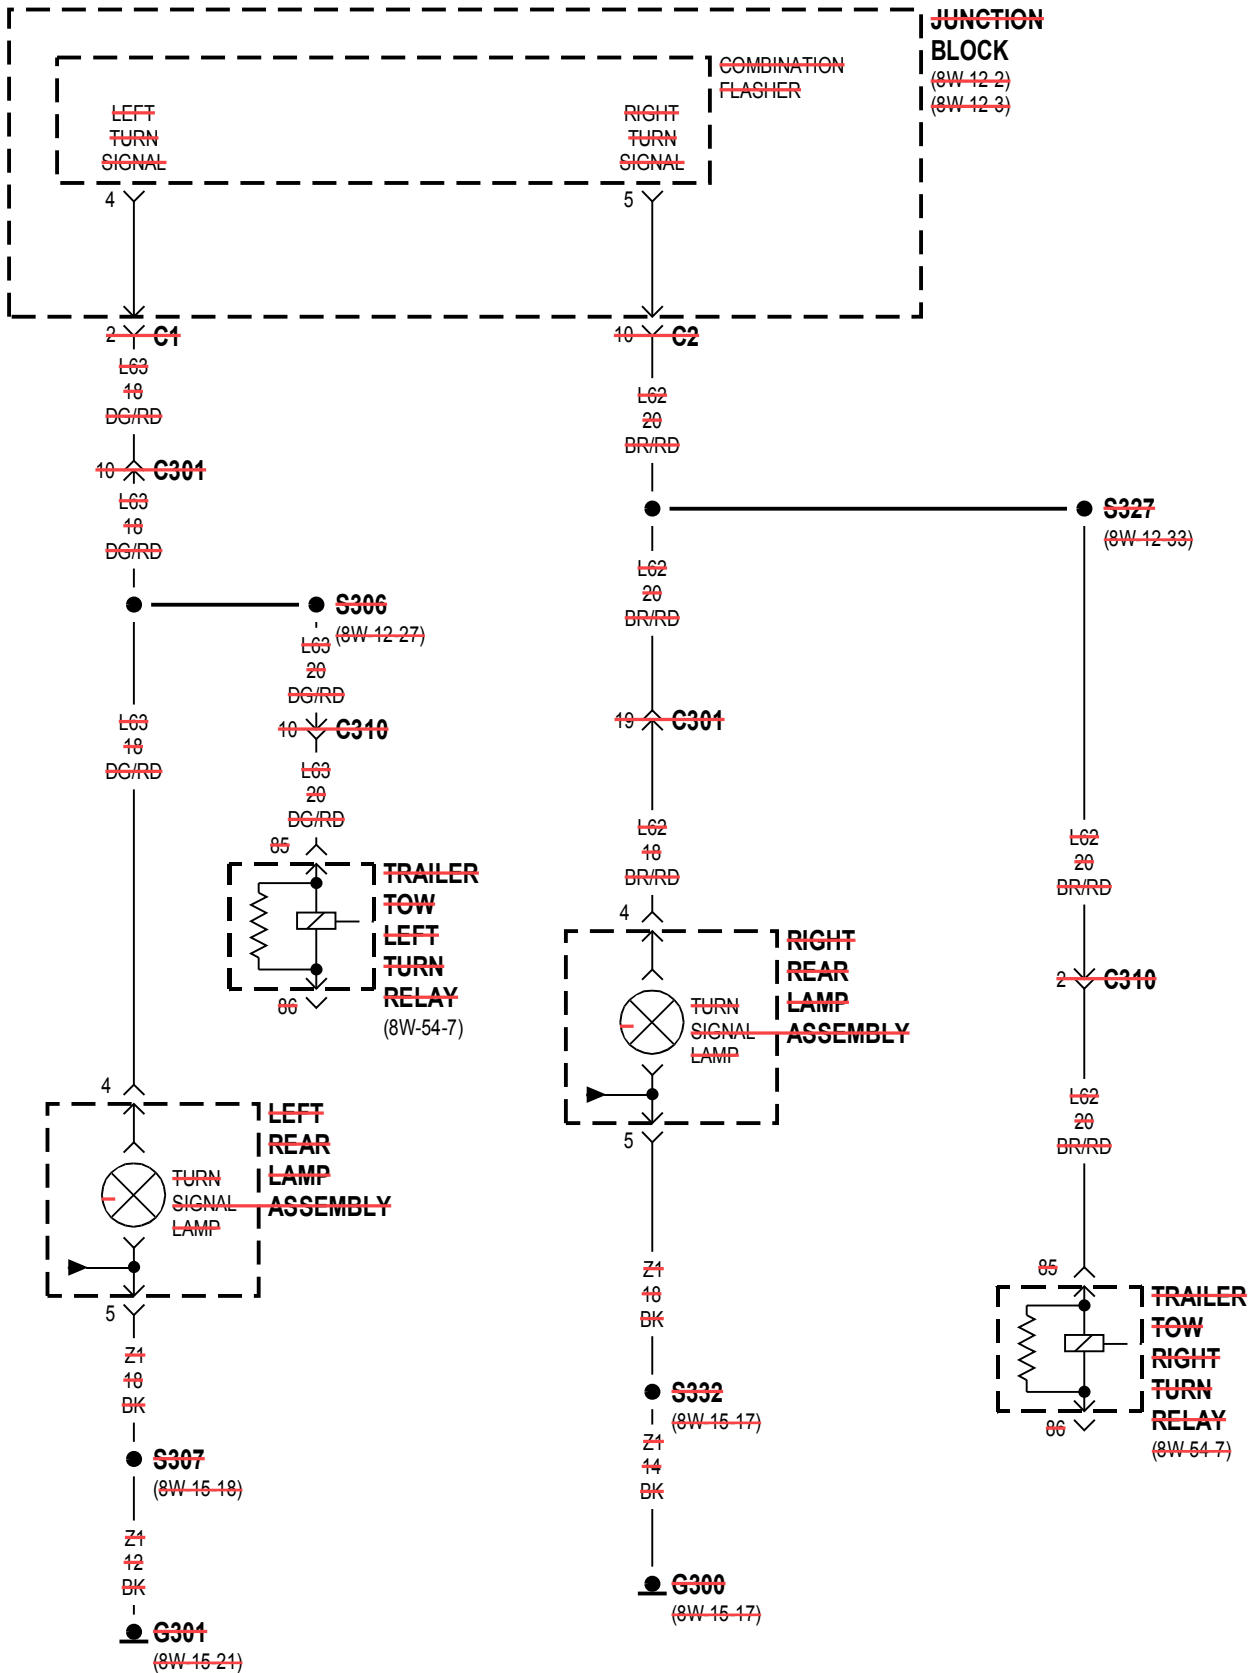 JUNCTION
BLOCK
(8W-12-2)
(8W-12-3)
COMBINATION
FLASHER
LEFT
TURN
SIGNAL
RIGHT
TURN
SIGNAL
4
5
2 C1
10 C2
L63
18
DG/RD
L62
20
BR/RD
10 C301
L63
18
DG/RD
S327
(8W-12-33)
L62
20
BR/RD
S306
(8W-12-27)
L63
20
DG/RD
L63
18
DG/RD
10 C310
19 C301
L63
20
DG/RD
85
TRAILER
TOW
LEFT
TURN
RELAY
(8W-54-7)
86
L62
18
BR/RD
L62
20
BR/RD
4
RIGHT
REAR
LAMP
ASSEMBLY
TURN
SIGNAL
LAMP
5
2 C310
L62
20
BR/RD
4
LEFT
REAR
LAMP
ASSEMBLY
TURN
SIGNAL
LAMP
5
Z1
18
BK
85
TRAILER
TOW
RIGHT
TURN
RELAY
(8W-54-7)
86
Z1
18
BK
S332
(8W-15-17)
Z1
14
BK
S307
(8W-15-18)
Z1
12
BK
G300
(8W-15-17)
G301
(8W-15-21)